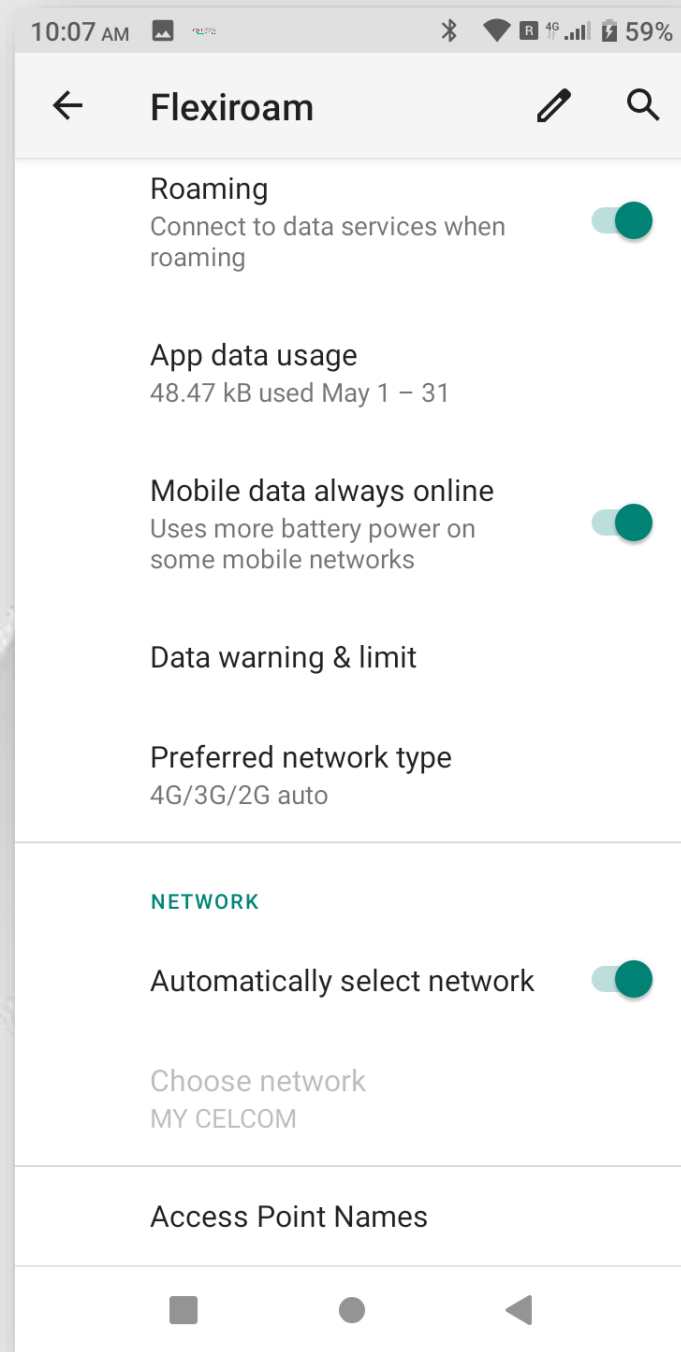 10:07 AM R 4G 59%
Flexiroam
Roaming
Connect to data services when
roaming
App data usage
48.47 kB used May 1 – 31
Mobile data always online
Uses more battery power on
some mobile networks
Data warning & limit
Preferred network type
4G/3G/2G auto
NETWORK
Automatically select network
Choose network
MY CELCOM
Access Point Names